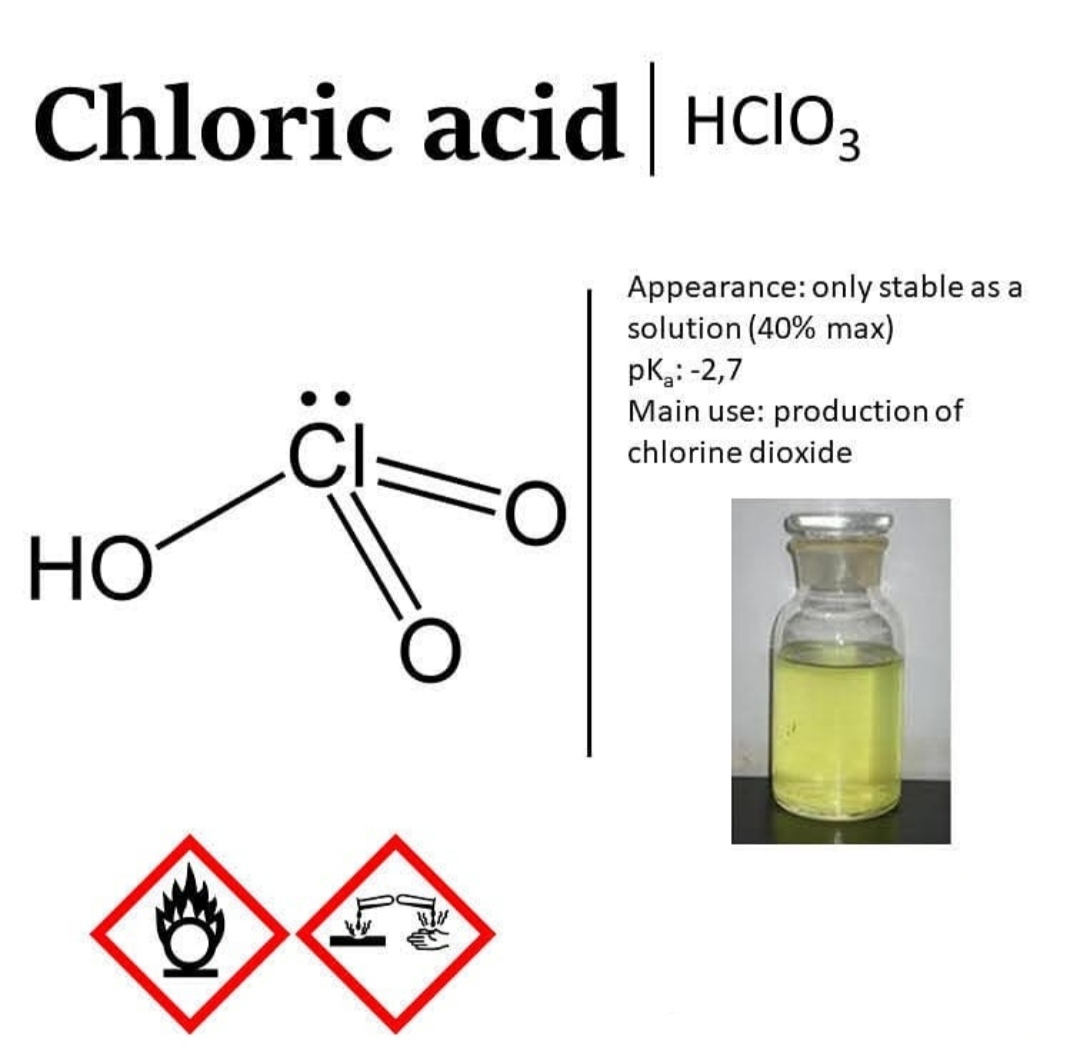 Chloric acid | HClO₃
Appearance: only stable as a
solution (40% max)
pKₐ: -2,7
Main use: production of
chlorine dioxide
Cl
O
HO
O